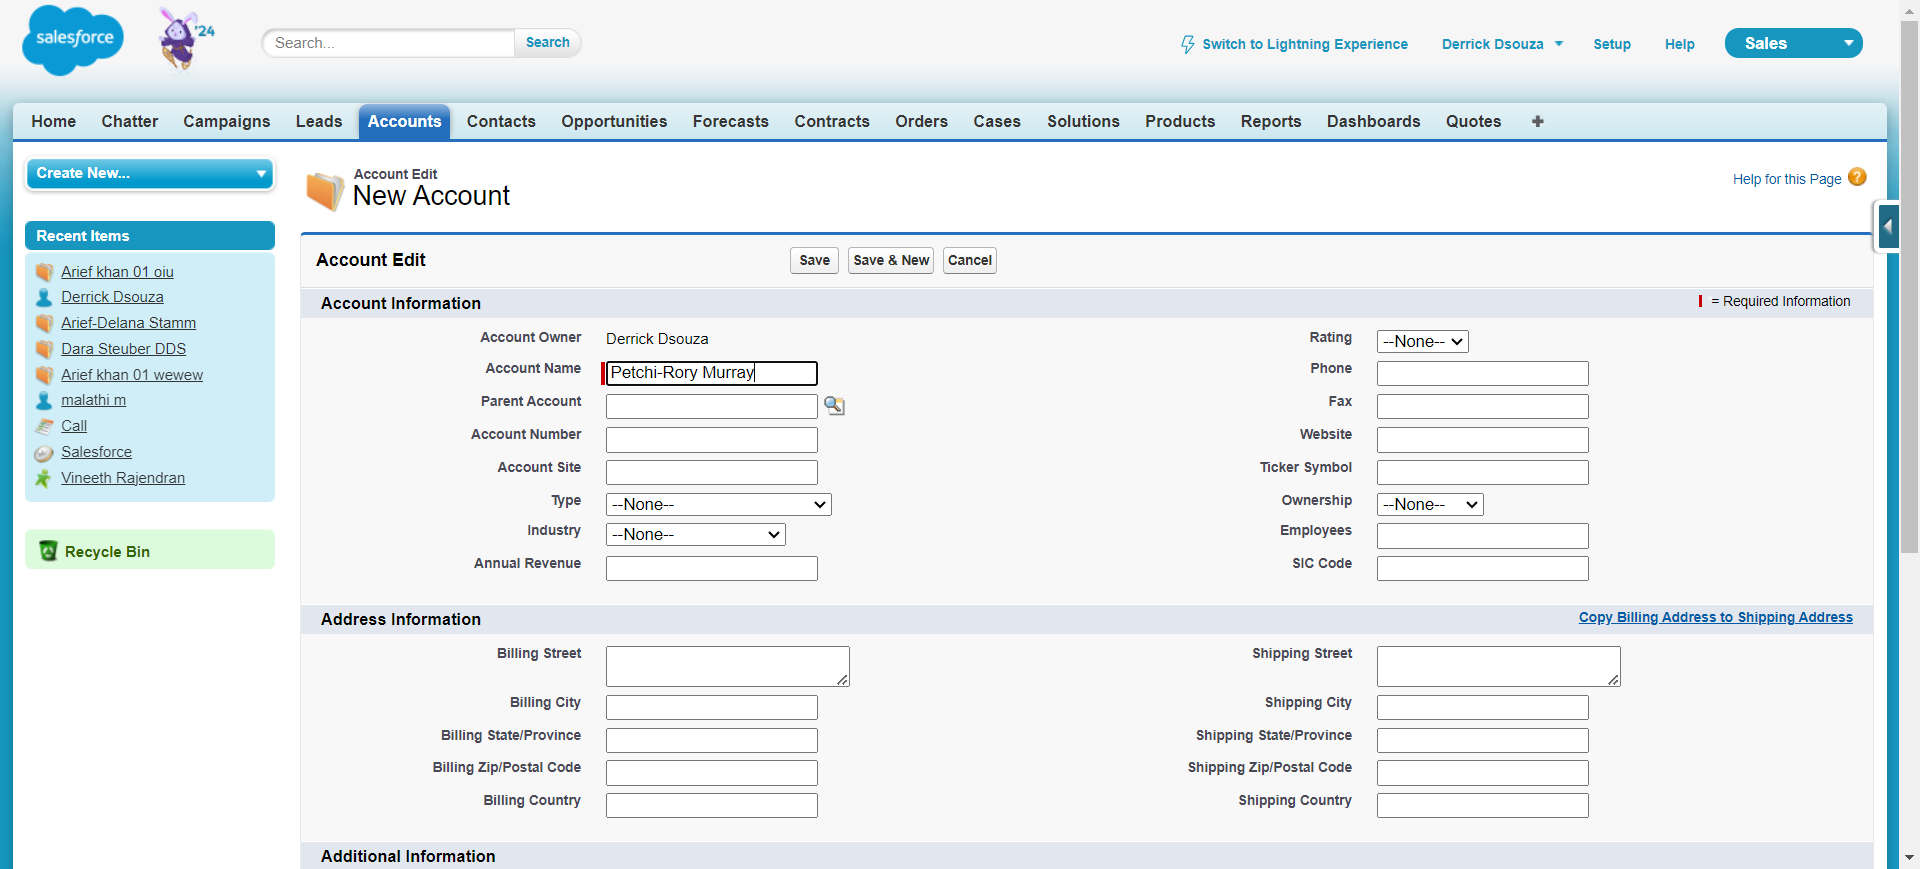 salesforce
'24
Search...
Search
Switch to Lightning Experience
Derrick Dsouza
Setup
Help
Sales
Home
Chatter
Campaigns
Leads
Accounts
Contacts
Opportunities
Forecasts
Contracts
Orders
Cases
Solutions
Products
Reports
Dashboards
Quotes
+
Create New...
Recent Items
Arief khan 01 oiu
Derrick Dsouza
Arief-Delana Stamm
Dara Steuber DDS
Arief khan 01 wewew
malathi m
Call
Salesforce
Vineeth Rajendran
Recycle Bin
Account Edit
New Account
Help for this Page
?
Account Edit
Save
Save & New
Cancel
Account Information
= Required Information
Account Owner
Derrick Dsouza
Rating
--None--
Account Name
Petchi-Rory Murray
Phone
Parent Account
Fax
Account Number
Website
Account Site
Ticker Symbol
Type
--None--
Ownership
--None--
Industry
--None--
Employees
Annual Revenue
SIC Code
Address Information
Copy Billing Address to Shipping Address
Billing Street
Shipping Street
Billing City
Shipping City
Billing State/Province
Shipping State/Province
Billing Zip/Postal Code
Shipping Zip/Postal Code
Billing Country
Shipping Country
Additional Information